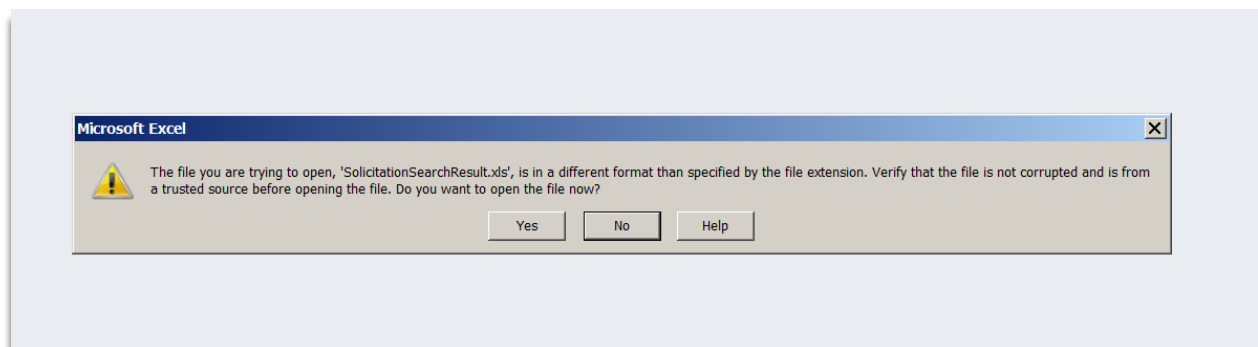 Microsoft Excel
The file you are trying to open, 'SolicitationSearchResult.xls', is in a different format than specified by the file extension. Verify that the file is not corrupted and is from
a trusted source before opening the file. Do you want to open the file now?
Yes No Help